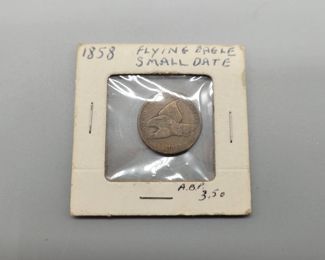 1858 FLYING EAGLE
SMALL DATE
A.B.P.
3.50